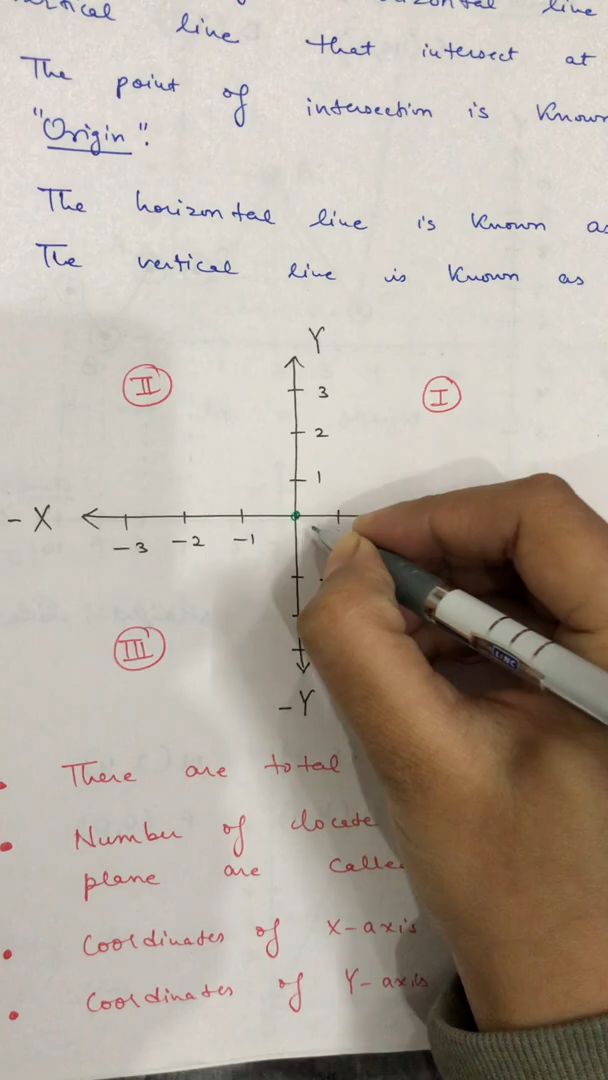 line
line that intersect at
The point of intersection is Known
"Origin".
The horizontal line is Known as
The vertical line is Known as
Y
II
I
3
2
1
- X
-3 -2 -1
III
LINC
-Y
There are total
Number of
plane are
Coordinates of X-axis
Coordinates of Y-axis